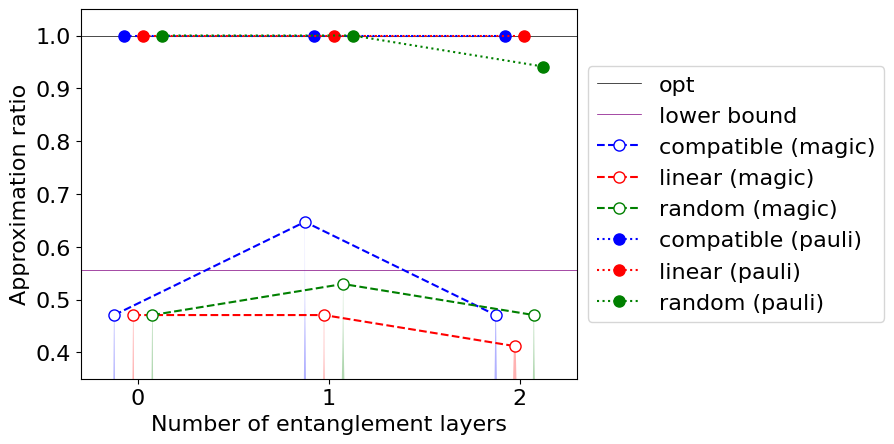 Approximation ratio
1.0
0.9
0.8
0.7
0.6
0.5
0.4
0
1
2
Number of entanglement layers
opt
lower bound
compatible (magic)
linear (magic)
random (magic)
compatible (pauli)
linear (pauli)
random (pauli)